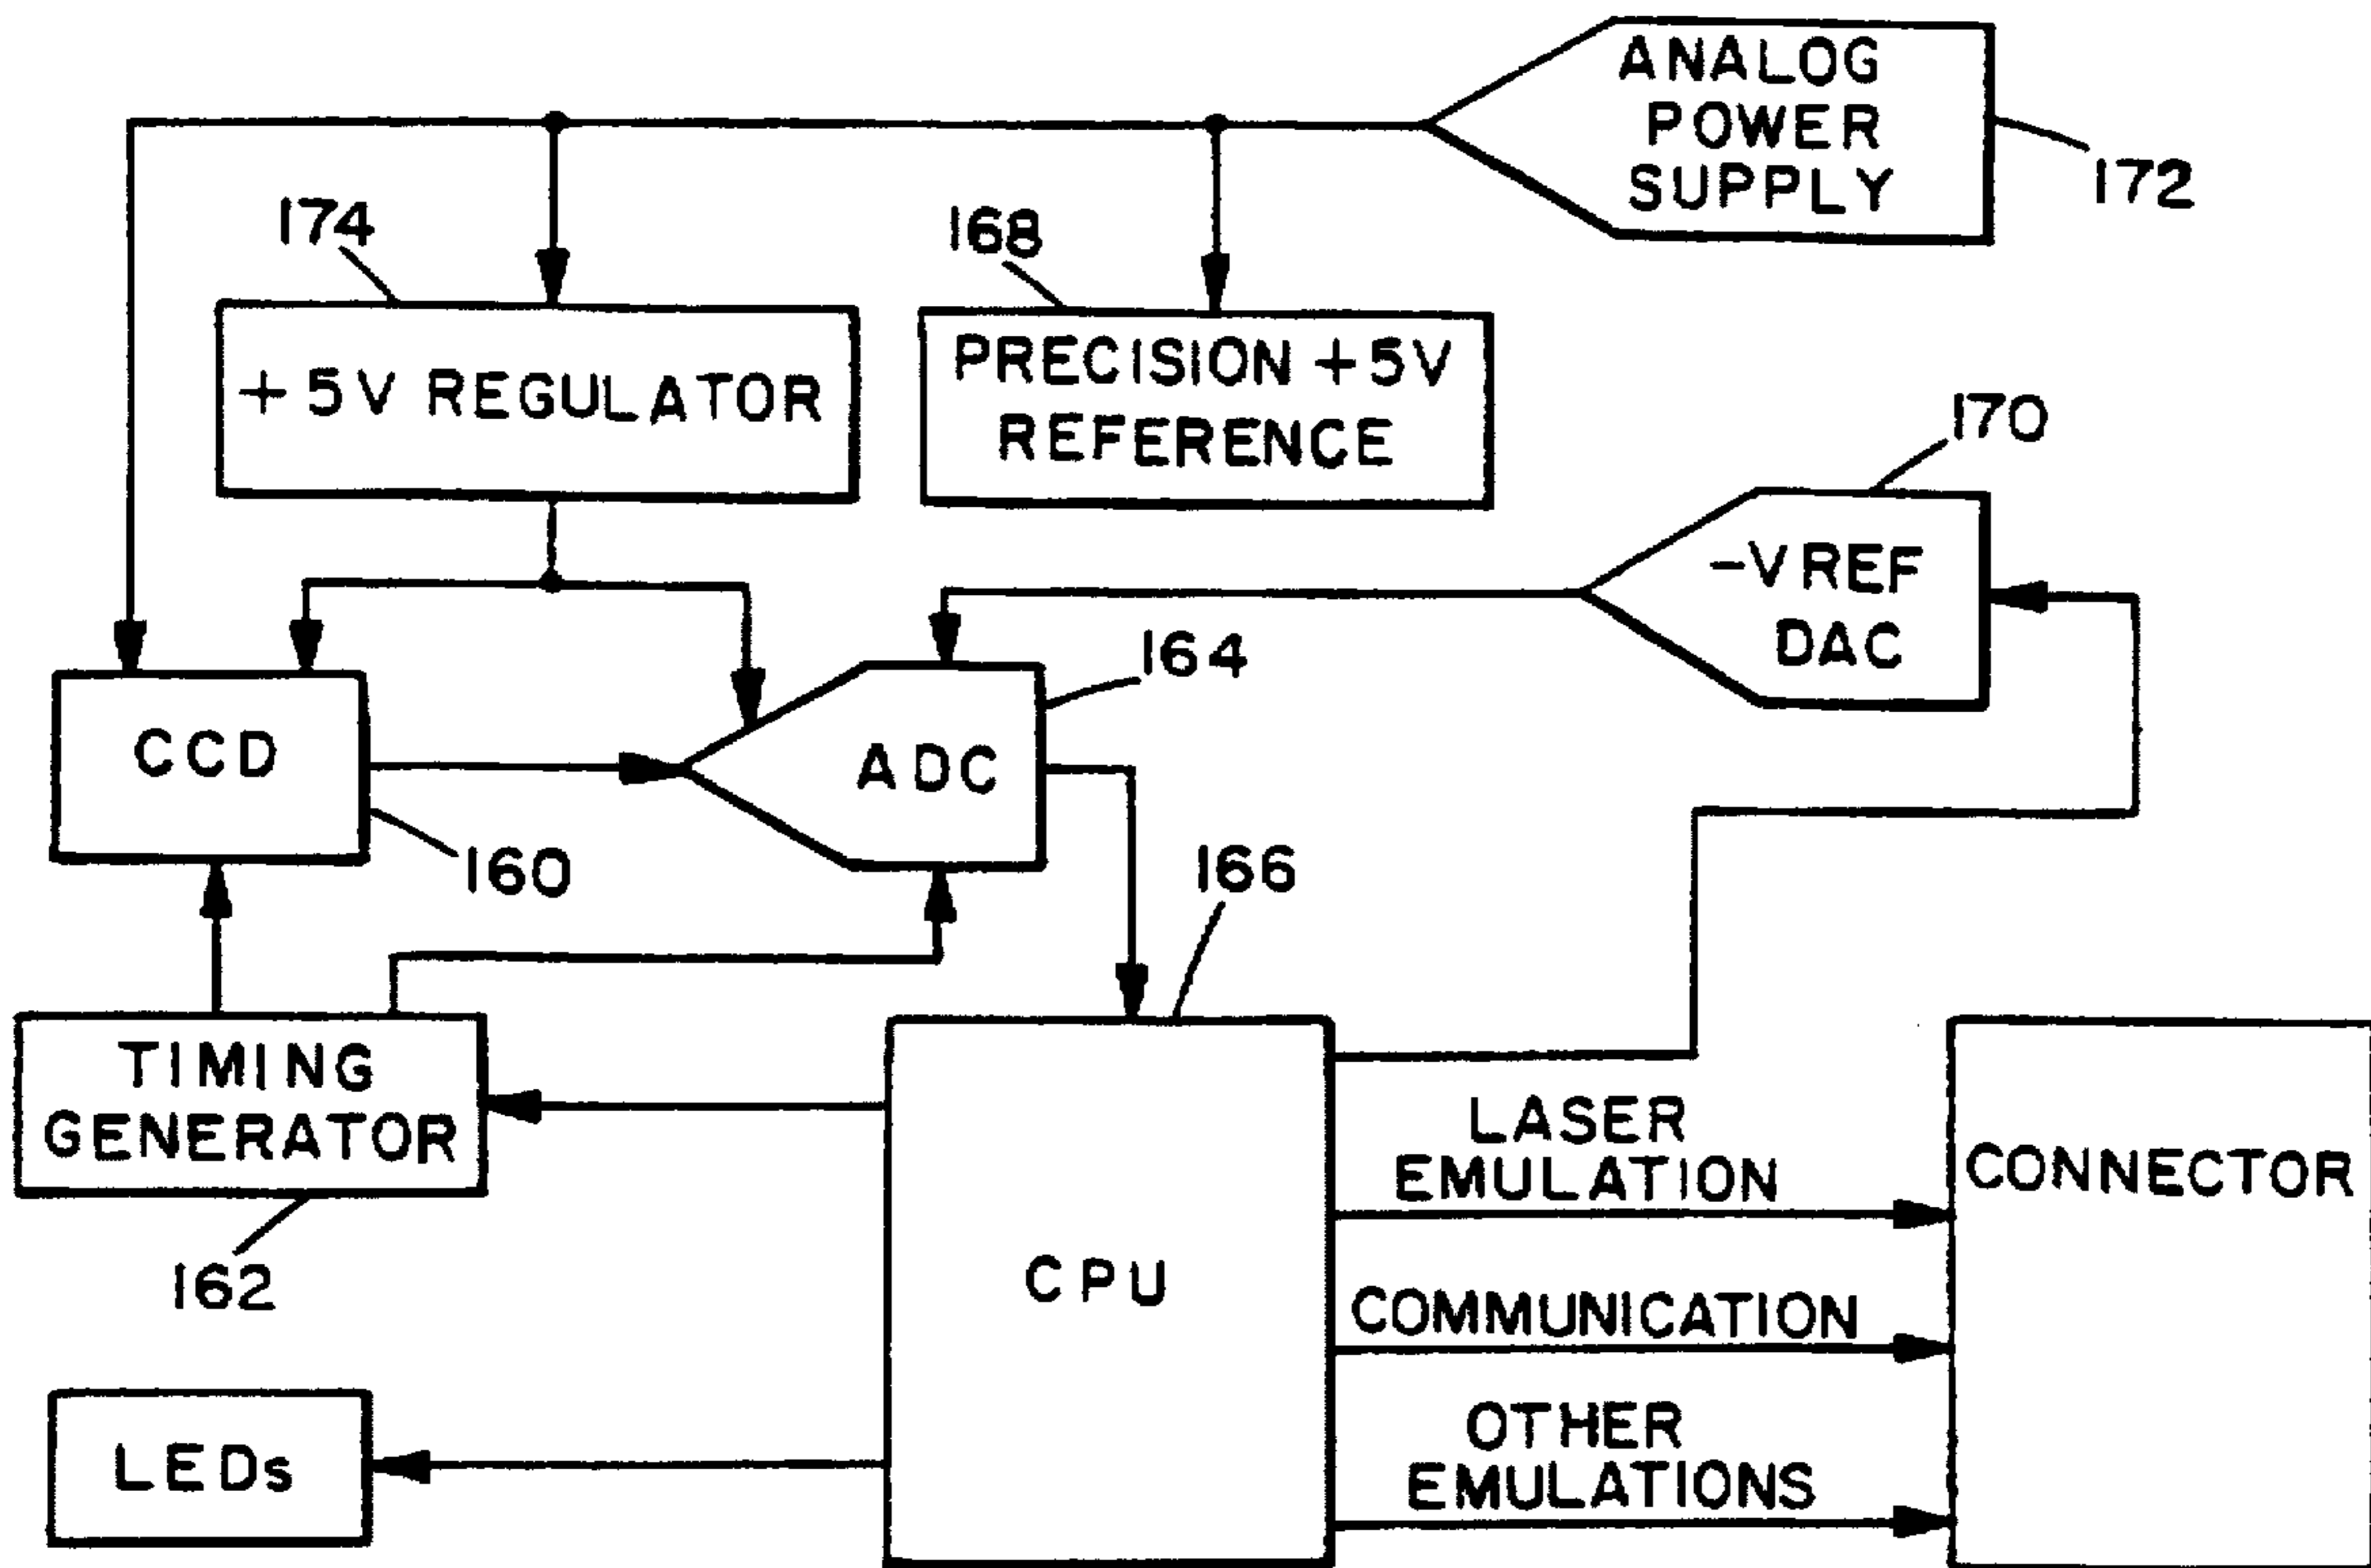 ANALOG
POWER
SUPPLY
172
174
168
+5V REGULATOR
PRECISION +5V
REFERENCE
170
-V REF
DAC
164
CCD
ADC
160
166
TIMING
GENERATOR
162
LASER
EMULATION
CONNECTOR
CPU
COMMUNICATION
OTHER
EMULATIONS
LEDs